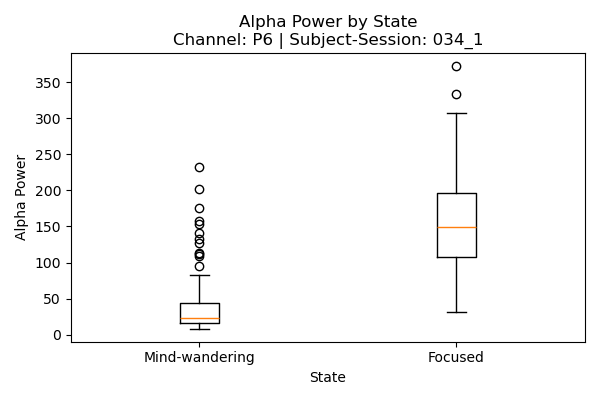 Alpha Power by State
Channel: P6 | Subject-Session: 034_1
Alpha Power
350
300
250
200
150
100
50
0
Mind-wandering Focused
State